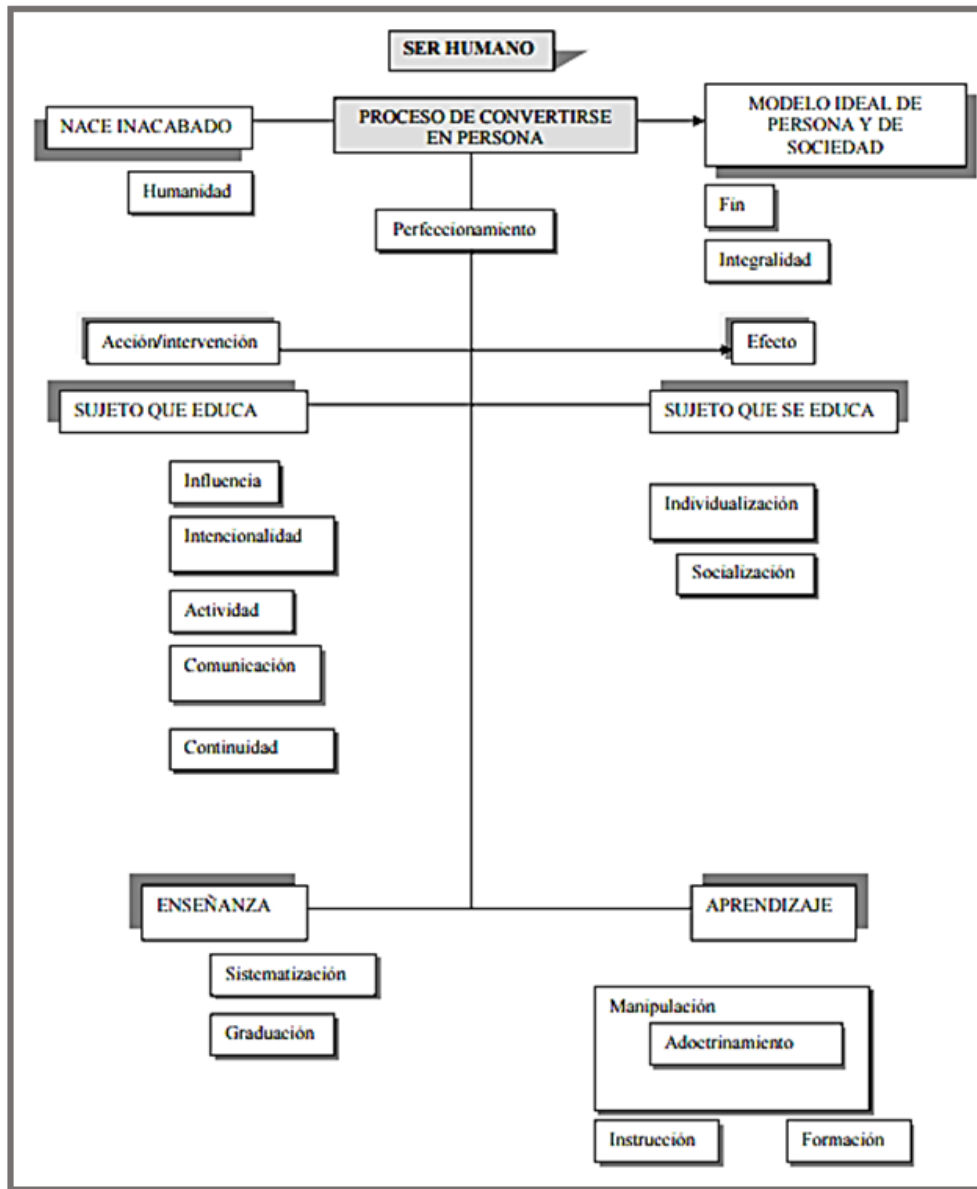 SER HUMANO
NACE INACABADO
PROCESO DE CONVERTIRSE
EN PERSONA
MODELO IDEAL DE
PERSONA Y DE
SOCIEDAD
Humanidad
Perfeccionamiento
Fin
Integralidad
Acción/intervención
Efecto
SUJETO QUE EDUCA
SUJETO QUE SE EDUCA
Influencia
Intencionalidad
Actividad
Comunicación
Continuidad
Individualización
Socialización
ENSEÑANZA
APRENDIZAJE
Sistematización
Graduación
Manipulación
Adoctrinamiento
Instrucción
Formación